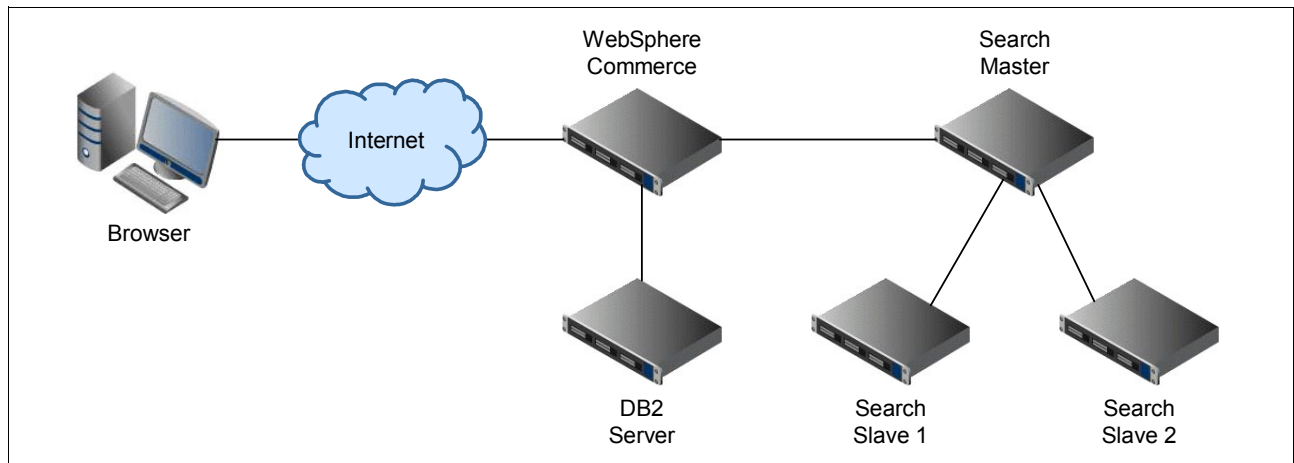 WebSphere
Commerce
Search
Master
Internet
Browser
DB2
Server
Search
Slave 1
Search
Slave 2